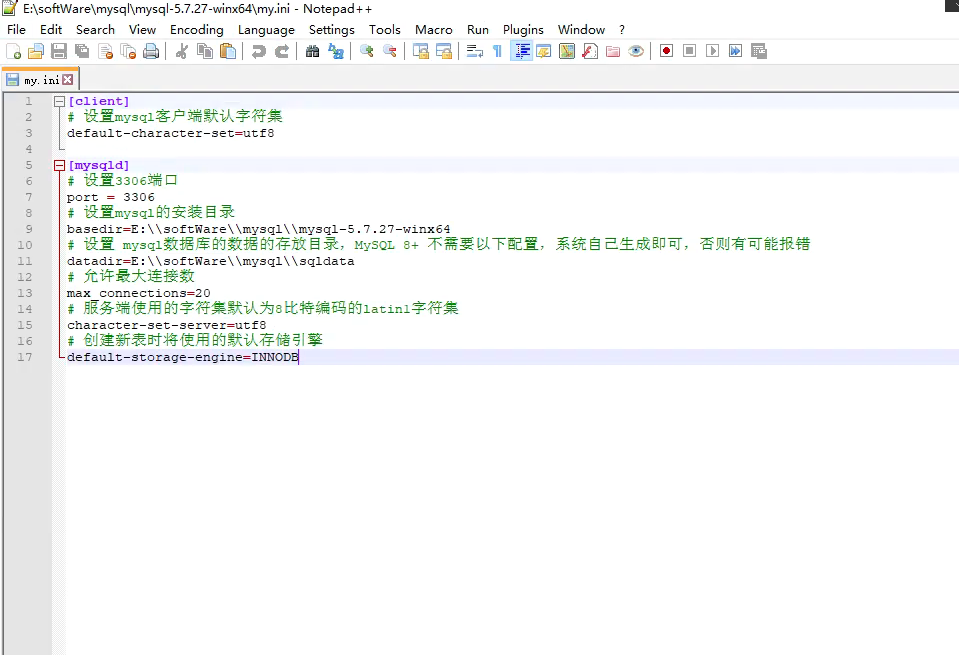 E:\softWare\mysql\mysql-5.7.27-winx64\my.ini - Notepad++
File Edit Search View Encoding Language Settings Tools Macro Run Plugins Window ?
my.ini
1 [client]
2 # 设置mysql客户端默认字符集
3 default-character-set=utf8
4
5 [mysqld]
6 # 设置3306端口
7 port = 3306
8 # 设置mysql的安装目录
9 basedir=E:\\softWare\\mysql\\mysql-5.7.27-winx64
10 # 设置 mysql数据库的数据的存放目录，MySQL 8+ 不需要以下配置，系统自己生成即可，否则有可能报错
11 datadir=E:\\softWare\\mysql\\sqldata
12 # 允许最大连接数
13 max_connections=20
14 # 服务端使用的字符集默认为8比特编码的latin1字符集
15 character-set-server=utf8
16 # 创建新表时将使用的默认存储引擎
17 default-storage-engine=INNODB